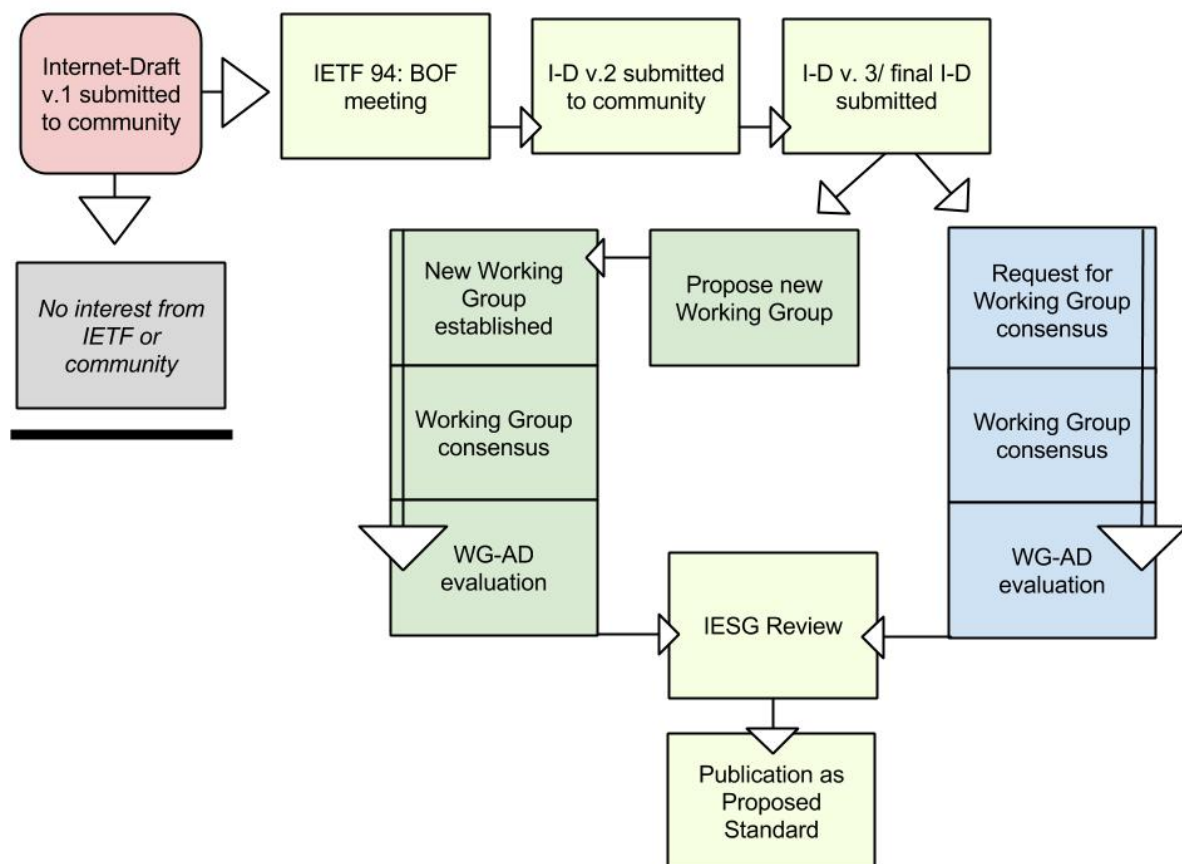 Internet-Draft
v.1 submitted
to community
IETF 94: BOF
meeting
I-D v.2 submitted
to community
I-D v. 3/ final I-D
submitted
No interest from
IETF or
community
New Working
Group
established
Propose new
Working Group
Request for
Working Group
consensus
Working Group
consensus
Working Group
consensus
WG-AD
evaluation
WG-AD
evaluation
IESG Review
Publication as
Proposed
Standard